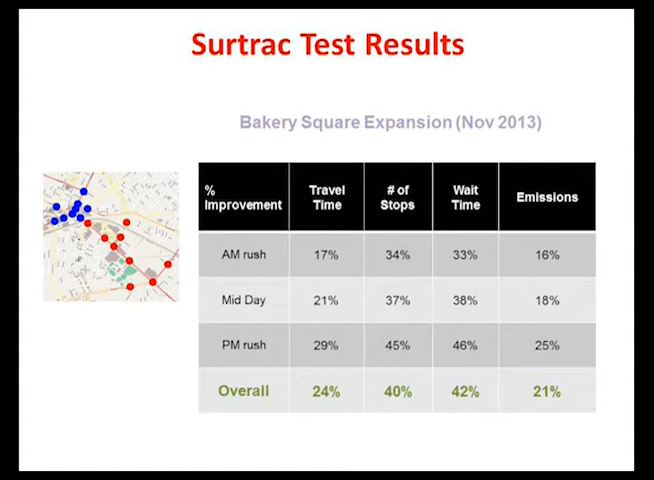 Surtrac Test Results
Bakery Square Expansion (Nov 2013)
% Improvement Travel Time # of Stops Wait Time Emissions
AM rush 17% 34% 33% 16%
Mid Day 21% 37% 38% 18%
PM rush 29% 45% 46% 25%
Overall 24% 40% 42% 21%